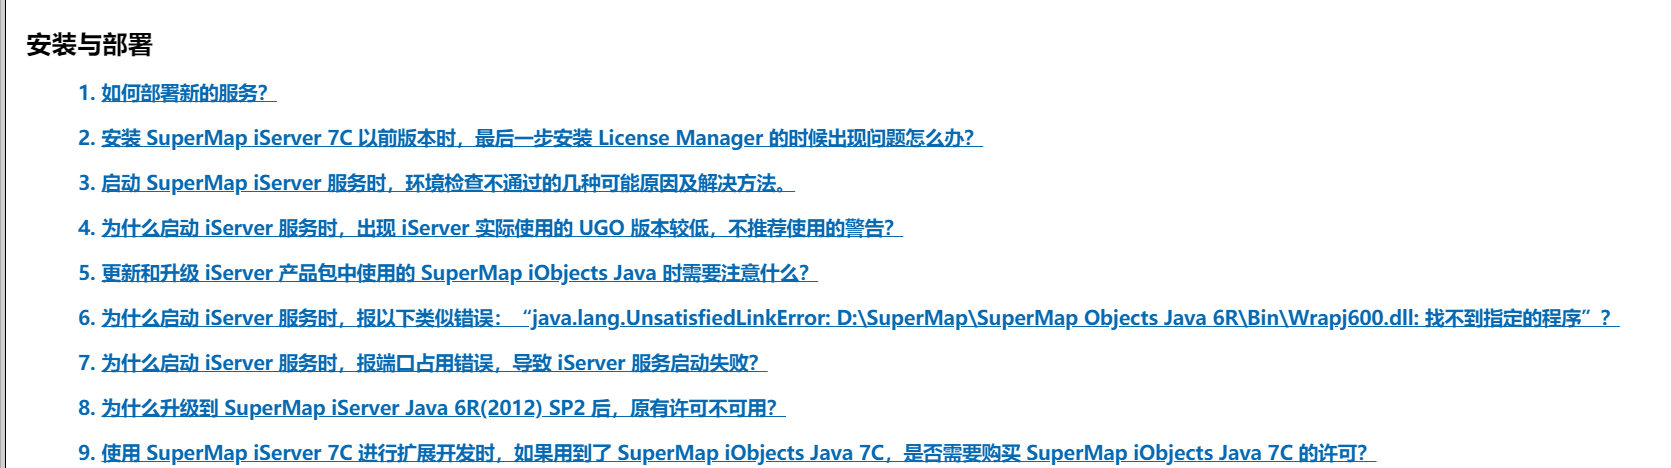 安装与部署
1. 如何部署新的服务？
2. 安装 SuperMap iServer 7C 以前版本时，最后一步安装 License Manager 的时候出现问题怎么办？
3. 启动 SuperMap iServer 服务时，环境检查不通过的几种可能原因及解决方法。
4. 为什么启动 iServer 服务时，出现 iServer 实际使用的 UGO 版本较低，不推荐使用的警告？
5. 更新和升级 iServer 产品包中使用的 SuperMap iObjects Java 时需要注意什么？
6. 为什么启动 iServer 服务时，报以下类似错误：“java.lang.UnsatisfiedLinkError: D:\SuperMap\SuperMap Objects Java 6R\Bin\Wrapj600.dll: 找不到指定的程序”？
7. 为什么启动 iServer 服务时，报端口占用错误，导致 iServer 服务启动失败？
8. 为什么升级到 SuperMap iServer Java 6R(2012) SP2 后，原有许可不可用？
9. 使用 SuperMap iServer 7C 进行扩展开发时，如果用到了 SuperMap iObjects Java 7C，是否需要购买 SuperMap iObjects Java 7C 的许可？